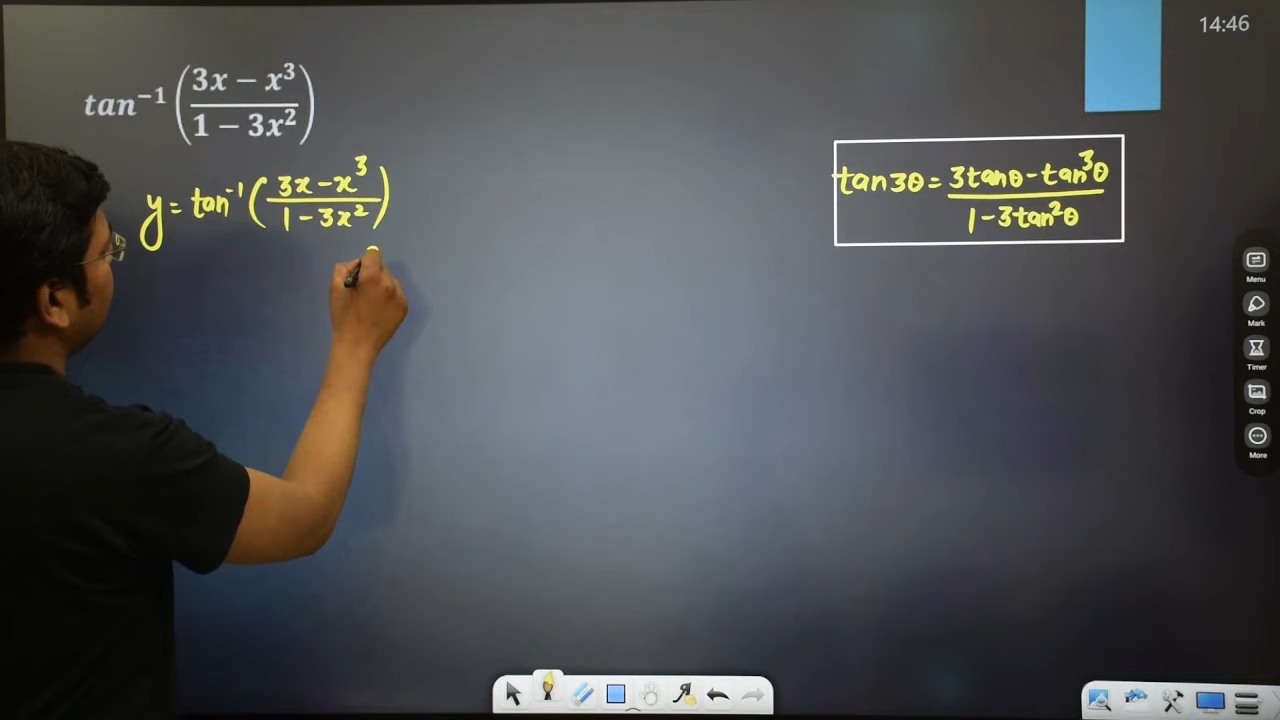 14:46
tan⁻¹((3x − x³)/(1 − 3x²))
y = tan⁻¹((3x − x³)/(1 − 3x²))
tan3θ = (3tanθ − tan³θ)/(1 − 3tan²θ)
Menu
Mark
Timer
Crop
More